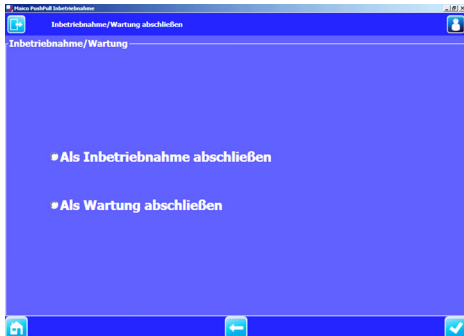 Maico PushPull Inbetriebnahme
Inbetriebnahme/Wartung abschließen
Inbetriebnahme/Wartung
Als Inbetriebnahme abschließen
Als Wartung abschließen